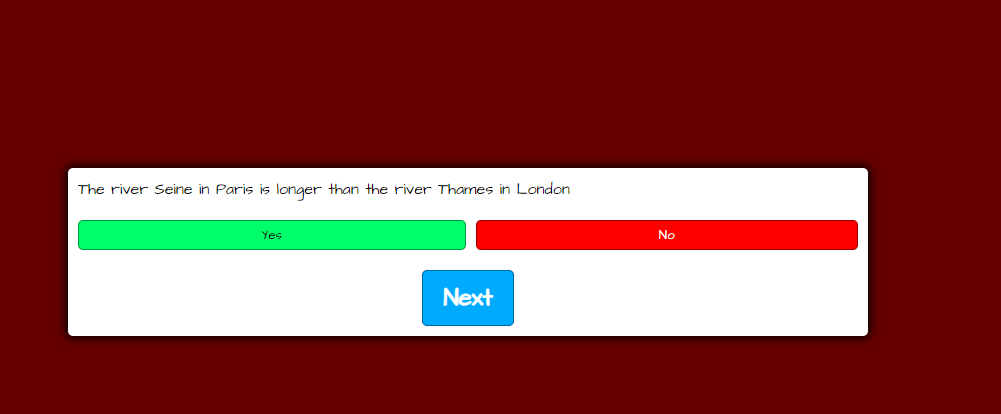 The river Seine in Paris is longer than the river Thames in London
Yes
No
Next